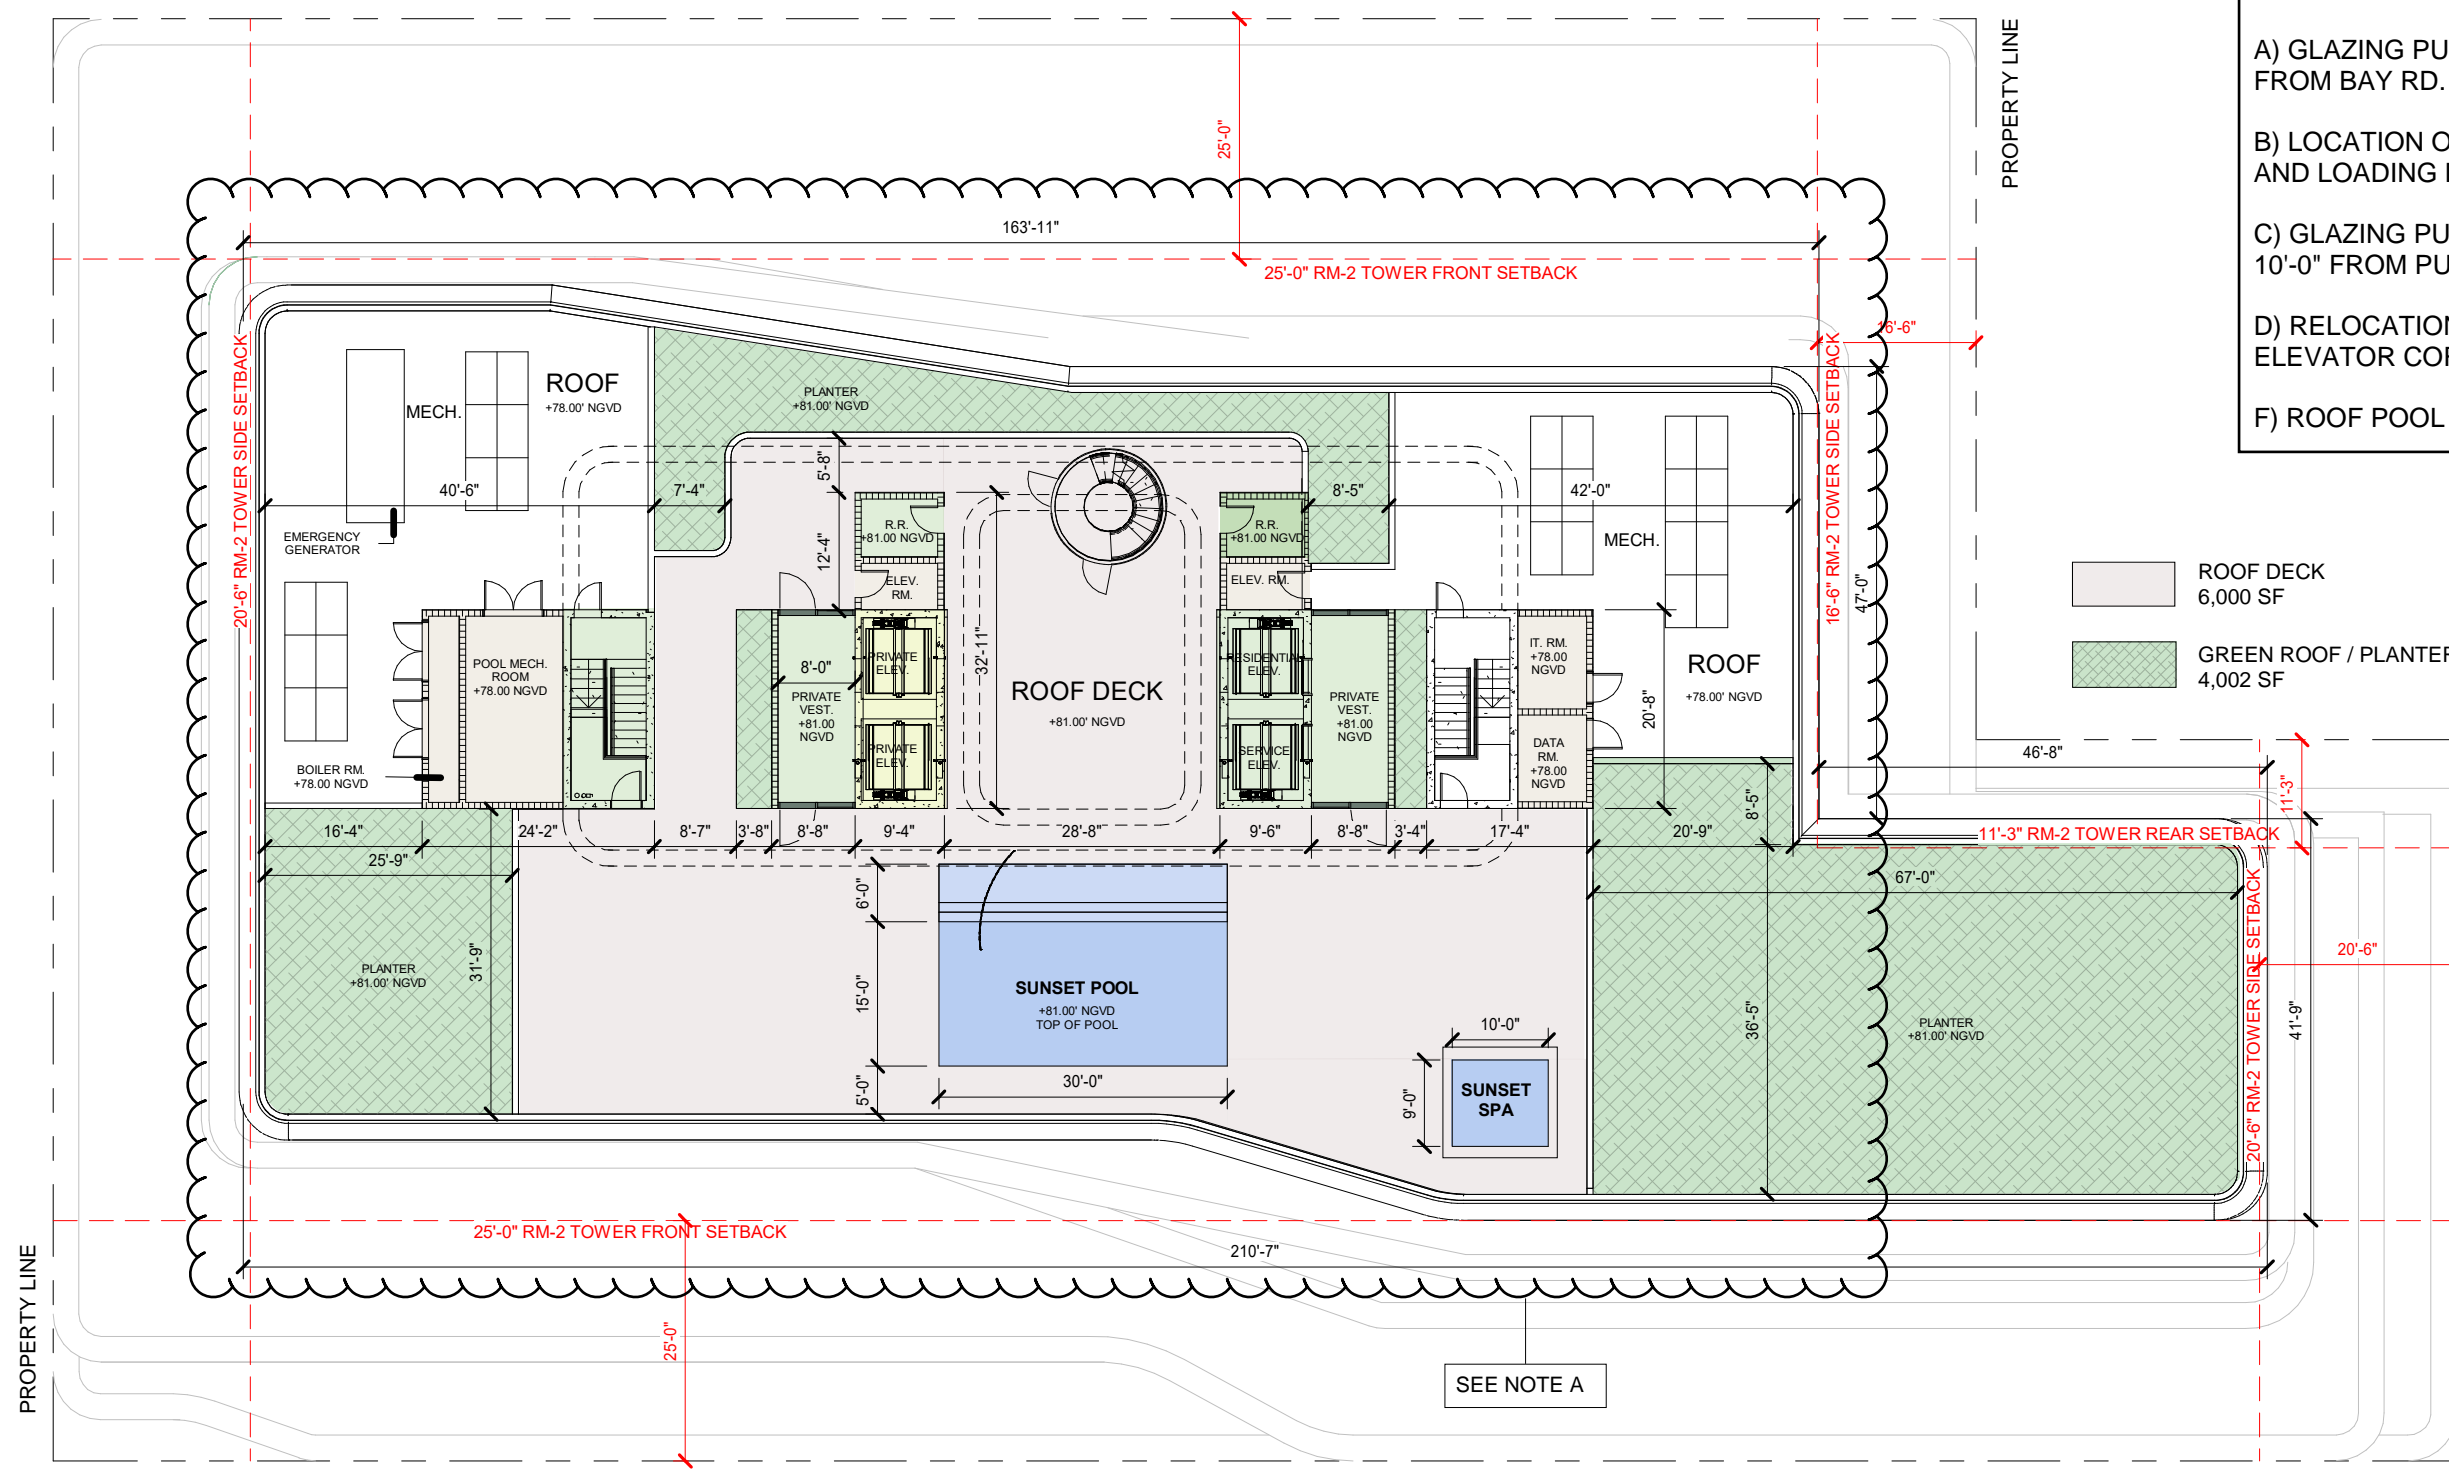 PROPERTY LINE
A) GLAZING PU
FROM BAY RD.
B) LOCATION O
AND LOADING
C) GLAZING PU
10'-0" FROM PU
D) RELOCATION
ELEVATOR COR
F) ROOF POOL
25'-0"
163'-11"
25'-0" RM-2 TOWER FRONT SETBACK
16'-6"
20'-6" RM-2 TOWER SIDE SETBACK
16'-6" RM-2 TOWER SIDE SETBACK
47'-0"
ROOF
+78.00' NGVD
MECH.
PLANTER
+81.00' NGVD
5'-8"
40'-6"
7'-4"
8'-5"
42'-0"
EMERGENCY
GENERATOR
R.R.
+81.00 NGVD
R.R.
+81.00 NGVD
MECH.
12'-4"
ELEV.
RM.
ELEV. RM.
ROOF DECK
6,000 SF
GREEN ROOF / PLANTER
4,002 SF
POOL MECH.
ROOM
+78.00 NGVD
8'-0"
PRIVATE
VEST.
+81.00
NGVD
PRIVATE
ELEV.
PRIVATE
ELEV.
32'-11"
ROOF DECK
+81.00' NGVD
RESIDENTIAL
ELEV.
SERVICE
ELEV.
PRIVATE
VEST.
+81.00
NGVD
IT. RM.
+78.00
NGVD
DATA
RM.
+78.00
NGVD
20'-8"
ROOF
+78.00' NGVD
BOILER RM.
+78.00 NGVD
46'-8"
11'-3"
8'-5"
16'-4"
24'-2"
8'-7"
3'-8"
8'-8"
9'-4"
28'-8"
9'-6"
8'-8"
3'-4"
17'-4"
20'-9"
11'-3" RM-2 TOWER REAR SETBACK
25'-9"
67'-0"
6'-0"
31'-9"
PLANTER
+81.00' NGVD
15'-0"
SUNSET POOL
+81.00' NGVD
TOP OF POOL
10'-0"
36'-5"
PLANTER
+81.00' NGVD
20'-6" RM-2 TOWER SIDE SETBACK
20'-6"
41'-9"
5'-0"
30'-0"
9'-0"
SUNSET
SPA
25'-0" RM-2 TOWER FRONT SETBACK
210'-7"
PROPERTY LINE
25'-0"
SEE NOTE A